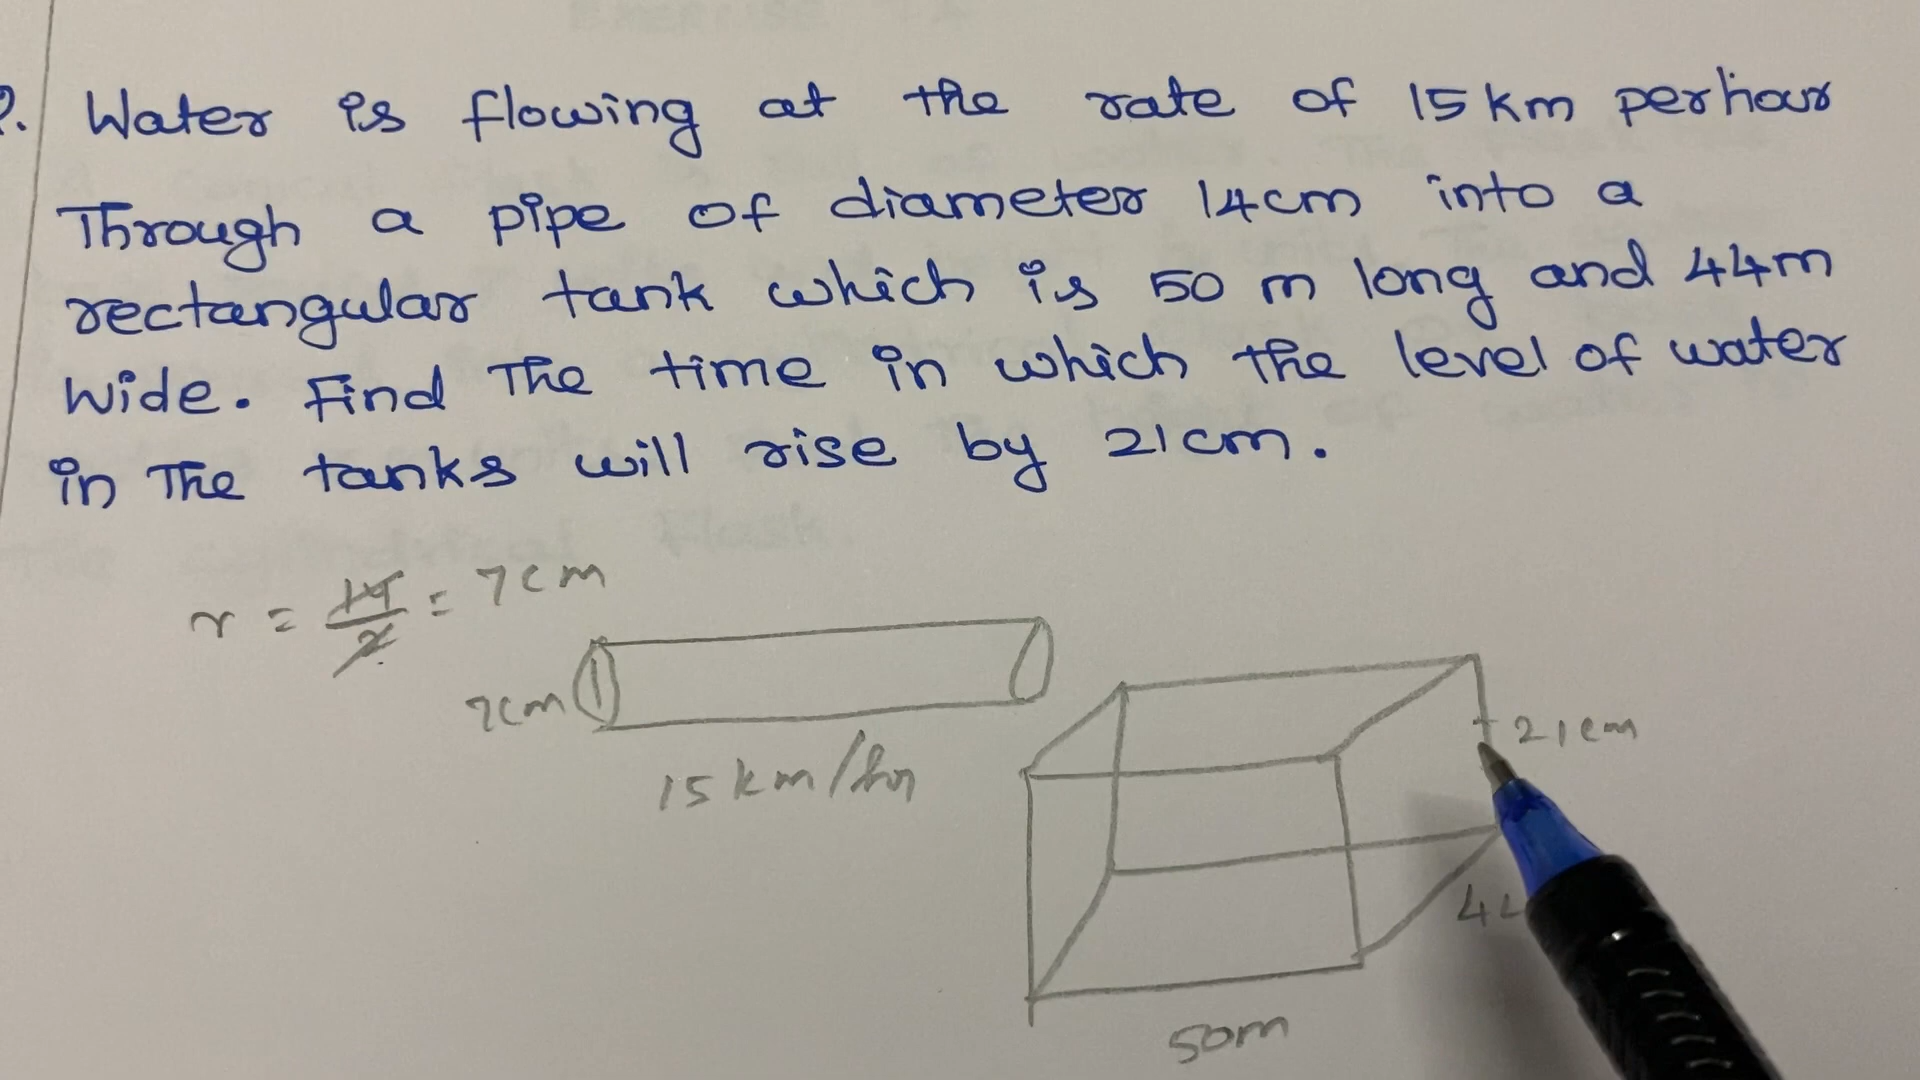 Water is flowing at the rate of 15 km per hour
Through a pipe of diameter 14cm into a
rectangular tank which is 50 m long and 44m
wide. Find The time in which the level of water
in The tanks will rise by 21cm.
r = 14/2 = 7cm
7cm
15 km/hr
21cm
50m